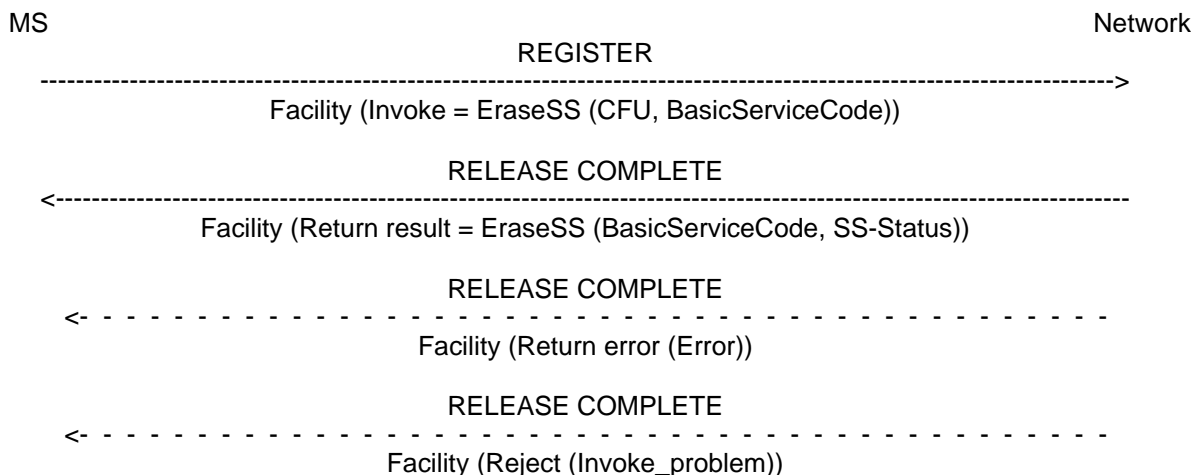 MS Network
REGISTER
Facility (Invoke = EraseSS (CFU, BasicServiceCode))
RELEASE COMPLETE
Facility (Return result = EraseSS (BasicServiceCode, SS-Status))
RELEASE COMPLETE
Facility (Return error (Error))
RELEASE COMPLETE
Facility (Reject (Invoke_problem))